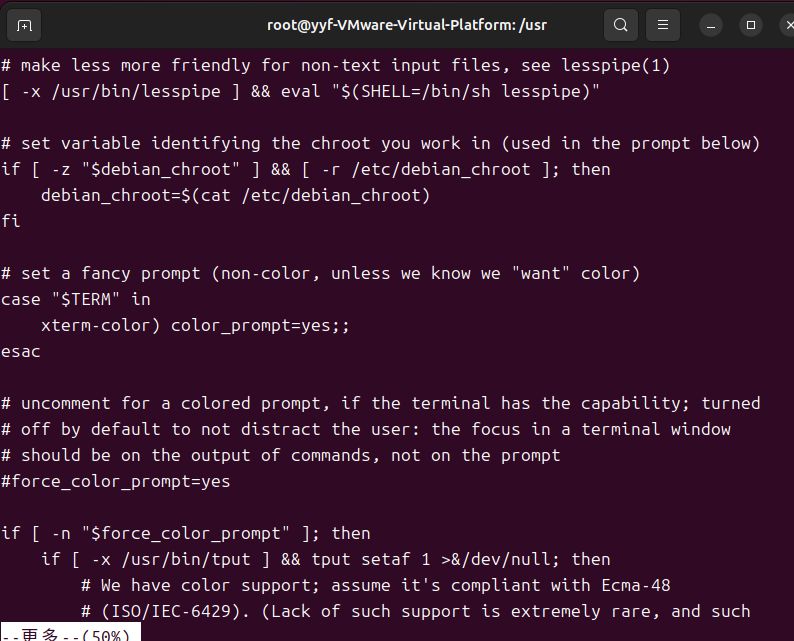 root@yyf-VMware-Virtual-Platform: /usr
# make less more friendly for non-text input files, see lesspipe(1)
[ -x /usr/bin/lesspipe ] && eval "$(SHELL=/bin/sh lesspipe)"

# set variable identifying the chroot you work in (used in the prompt below)
if [ -z "$debian_chroot" ] && [ -r /etc/debian_chroot ]; then
    debian_chroot=$(cat /etc/debian_chroot)
fi

# set a fancy prompt (non-color, unless we know we "want" color)
case "$TERM" in
    xterm-color) color_prompt=yes;;
esac

# uncomment for a colored prompt, if the terminal has the capability; turned
# off by default to not distract the user: the focus in a terminal window
# should be on the output of commands, not on the prompt
#force_color_prompt=yes

if [ -n "$force_color_prompt" ]; then
    if [ -x /usr/bin/tput ] && tput setaf 1 >&/dev/null; then
        # We have color support; assume it's compliant with Ecma-48
        # (ISO/IEC-6429). (Lack of such support is extremely rare, and such
--更多--(50%)